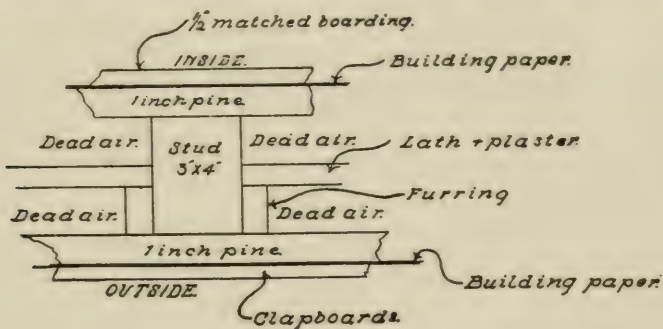 1/2" matched boarding.
INSIDE.
Building paper.
1 inch pine
Dead air.
Stud
3"x4"
Dead air.
Lath + plaster.
Furring
Dead air.
Dead air.
1 inch pine
Building paper.
OUTSIDE.
Clapboards.